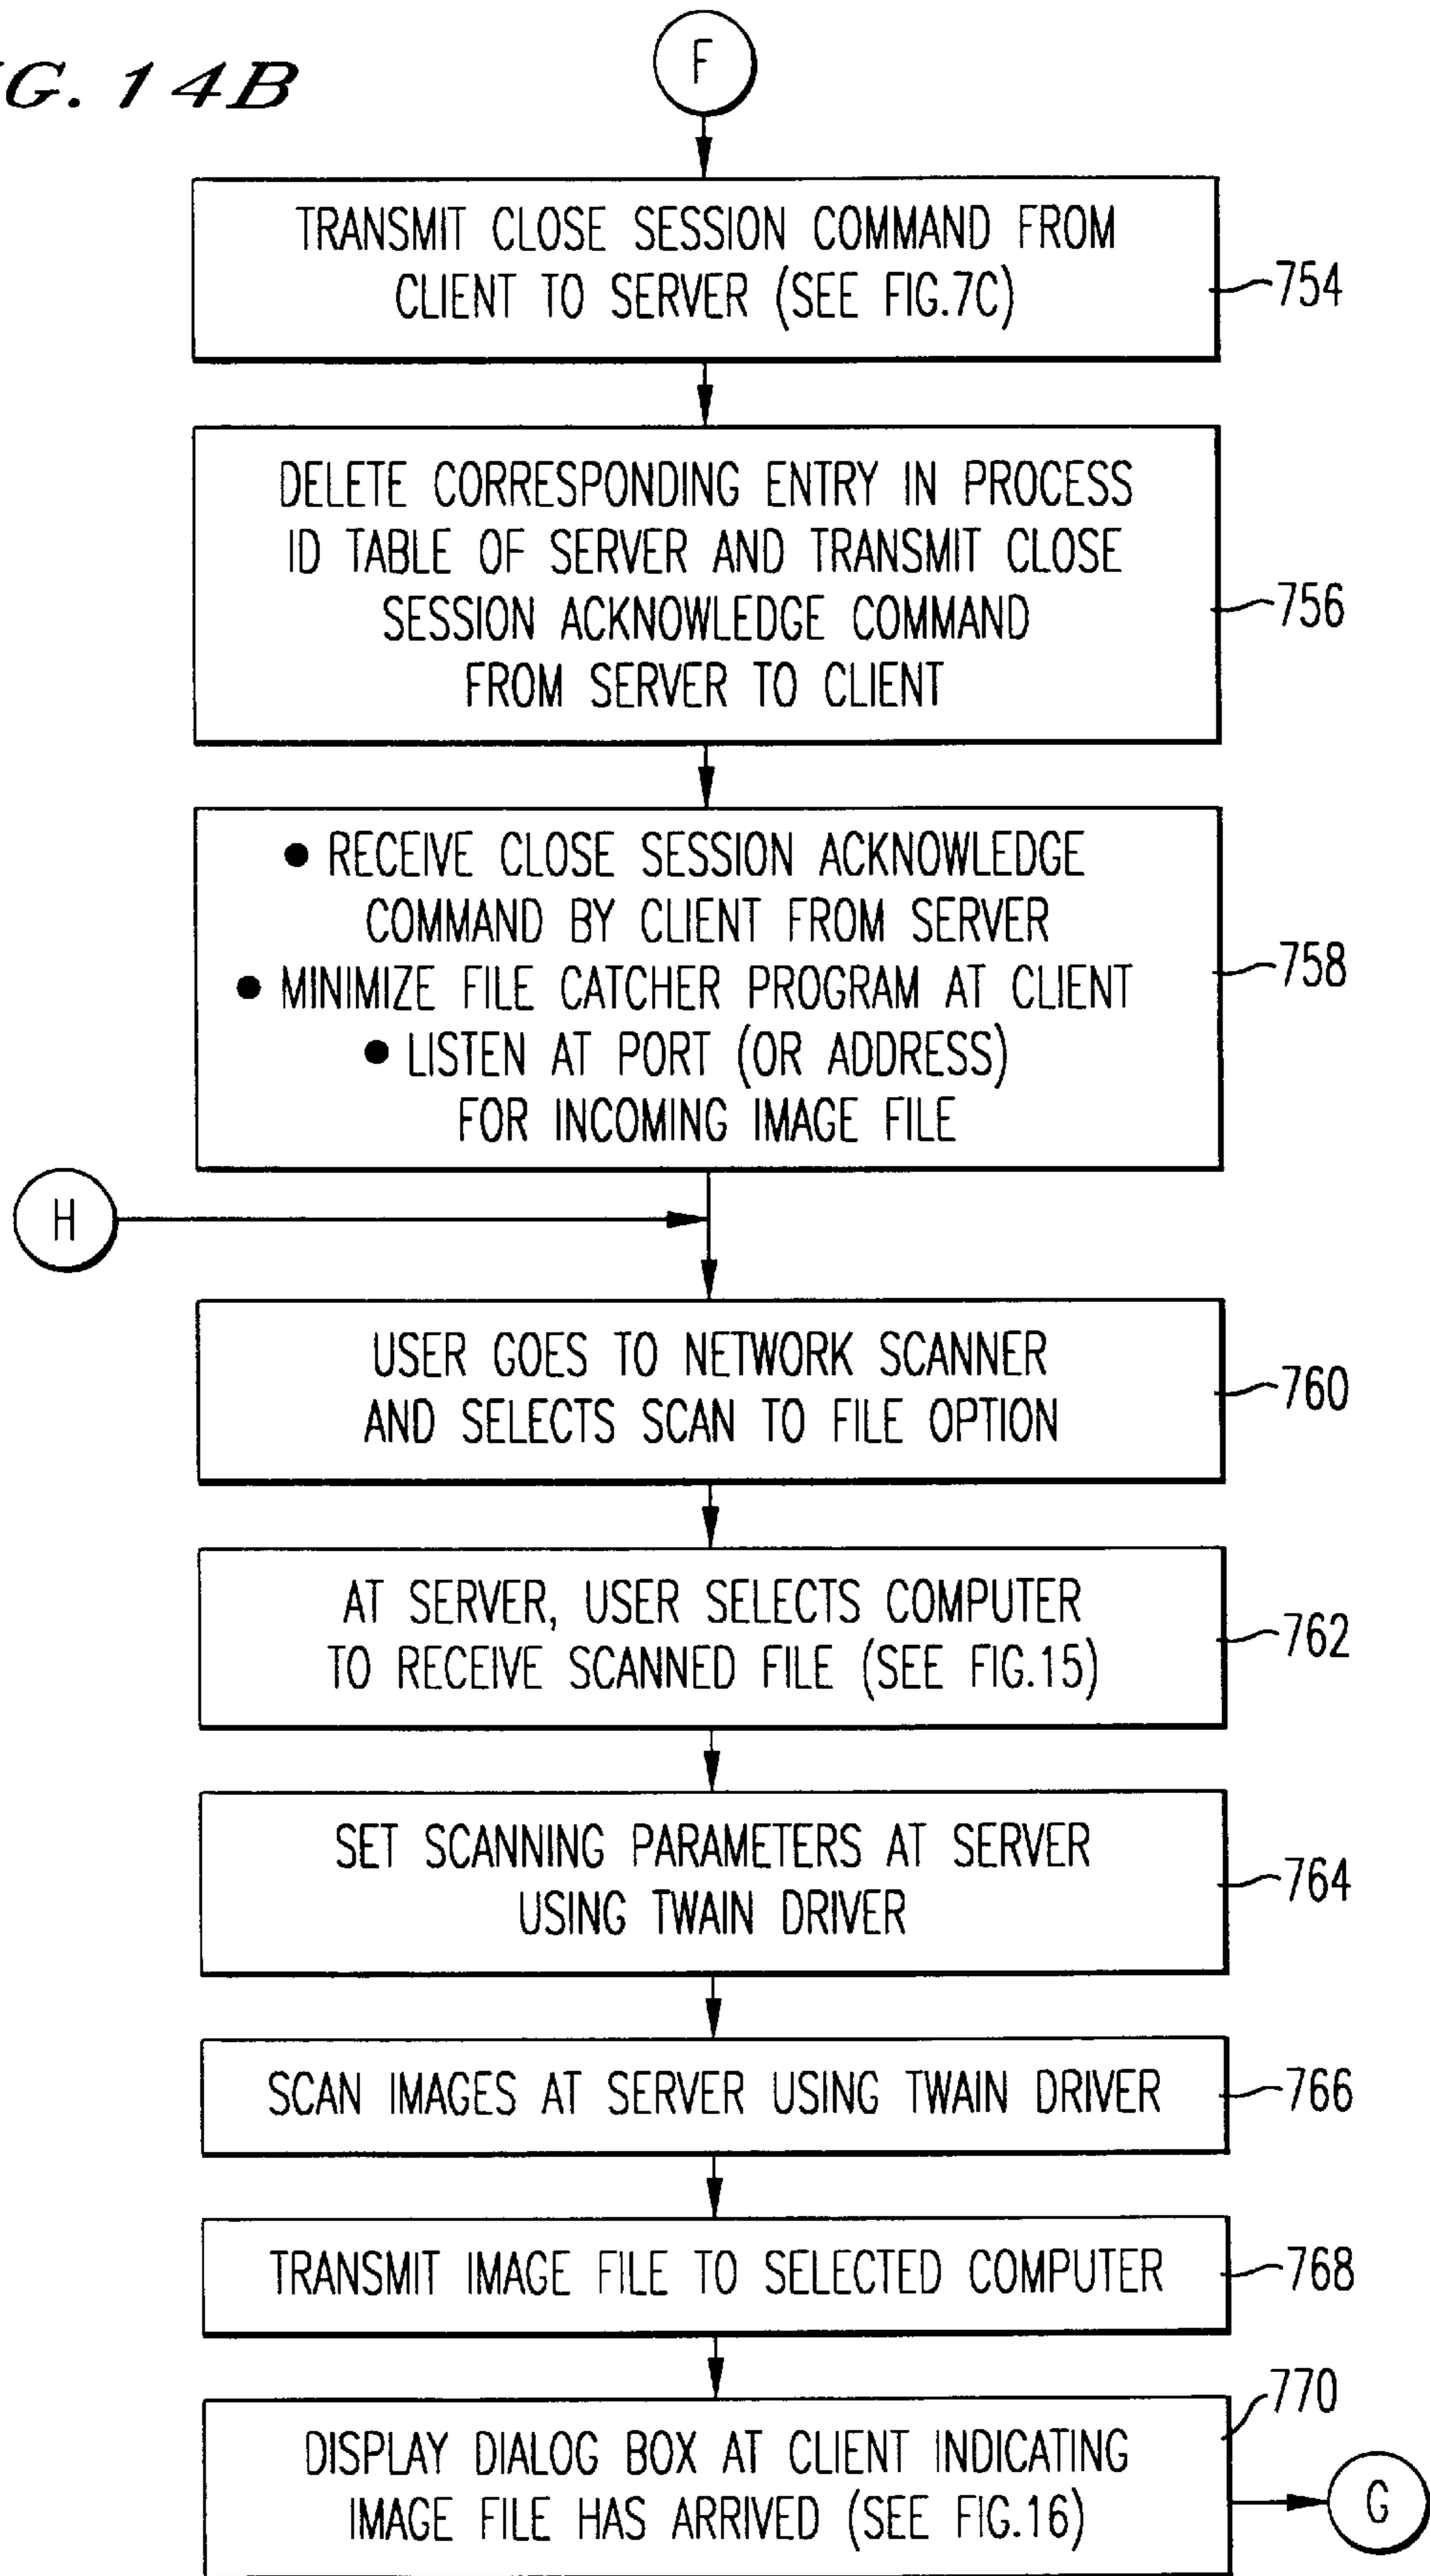 G. 14B
F
TRANSMIT CLOSE SESSION COMMAND FROM
CLIENT TO SERVER (SEE FIG.7C)
754
DELETE CORRESPONDING ENTRY IN PROCESS
ID TABLE OF SERVER AND TRANSMIT CLOSE
SESSION ACKNOWLEDGE COMMAND
FROM SERVER TO CLIENT
756
● RECEIVE CLOSE SESSION ACKNOWLEDGE
COMMAND BY CLIENT FROM SERVER
● MINIMIZE FILE CATCHER PROGRAM AT CLIENT
● LISTEN AT PORT (OR ADDRESS)
FOR INCOMING IMAGE FILE
758
H
USER GOES TO NETWORK SCANNER
AND SELECTS SCAN TO FILE OPTION
760
AT SERVER, USER SELECTS COMPUTER
TO RECEIVE SCANNED FILE (SEE FIG.15)
762
SET SCANNING PARAMETERS AT SERVER
USING TWAIN DRIVER
764
SCAN IMAGES AT SERVER USING TWAIN DRIVER
766
TRANSMIT IMAGE FILE TO SELECTED COMPUTER
768
DISPLAY DIALOG BOX AT CLIENT INDICATING
IMAGE FILE HAS ARRIVED (SEE FIG.16)
770
G